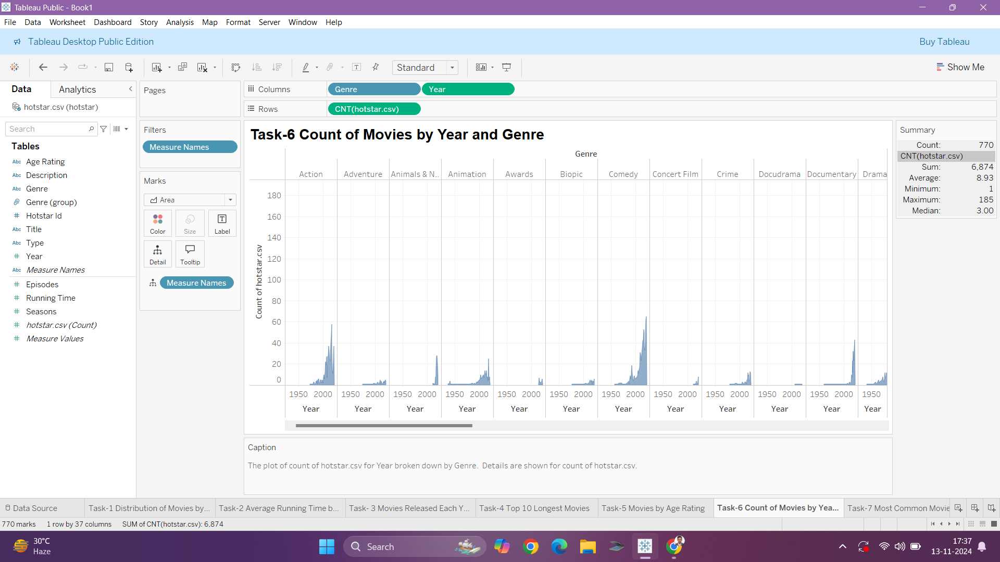 Tableau Public - Book1
File Data Worksheet Dashboard Story Analysis Map Format Server Window Help
Tableau Desktop Public Edition
Buy Tableau
Standard
Show Me
Data
Analytics
hotstar.csv (hotstar)
Search
Tables
Abc Age Rating
Abc Description
Abc Genre
Genre (group)
# Hotstar Id
Abc Title
Abc Type
# Year
Abc Measure Names
# Episodes
# Running Time
# Seasons
# hotstar.csv (Count)
# Measure Values
Pages
Filters
Measure Names
Marks
Area
Color Size Label
Detail Tooltip
Measure Names
Columns Genre Year
Rows CNT(hotstar.csv)
Task-6 Count of Movies by Year and Genre
Genre
Action Adventure Animals & N.. Animation Awards Biopic Comedy Concert Film Crime Docudrama Documentary Drama
Count of hotstar.csv
180
160
140
120
100
80
60
40
20
0
1950 2000 1950 2000 1950 2000 1950 2000 1950 2000 1950 2000 1950 2000 1950 2000 1950 2000 1950 2000 1950 2000 1950
Year Year Year Year Year Year Year Year Year Year Year Year
Summary
Count: 770
CNT(hotstar.csv)
Sum: 6,874
Average: 8.93
Minimum: 1
Maximum: 185
Median: 3.00
Caption
The plot of count of hotstar.csv for Year broken down by Genre. Details are shown for count of hotstar.csv.
Data Source Task-1 Distribution of Movies by... Task-2 Average Running Time b... Task- 3 Movies Released Each Y... Task-4 Top 10 Longest Movies Task-5 Movies by Age Rating Task-6 Count of Movies by Yea... Task-7 Most Common Movie
770 marks 1 row by 37 columns SUM of CNT(hotstar.csv): 6,874
30°C
Haze
Search
17:37
13-11-2024